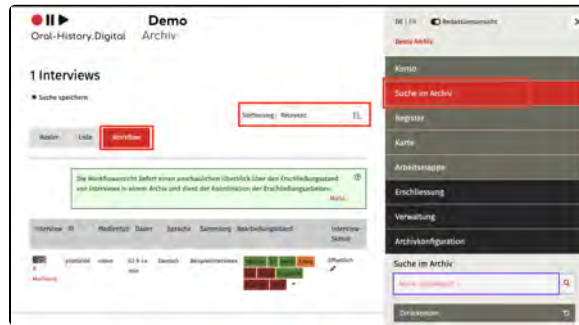 Demo
Archiv
Oral-History.Digital
DE | EN Redaktionsansicht
Demo Archiv
1 Interviews
Suche speichern
Sortierung: Relevanz
Raster Liste Workflow
Die Workflowansicht liefert einen anschaulichen Überblick über den Erschließungsstand
von Interviews in einem Archiv und dient der Koordination der Erschließungsarbeiten.
Mehr...
Interview ID Medientyp Dauer Sprache Sammlung Bearbeitungsstand Interview-
Status
video Deutsch Öffentlich
min
Konto
Suche im Archiv
Register
Karte
Arbeitsmappe
Erschliessung
Verwaltung
Archivkonfiguration
Suche im Archiv
Zurücksetzen